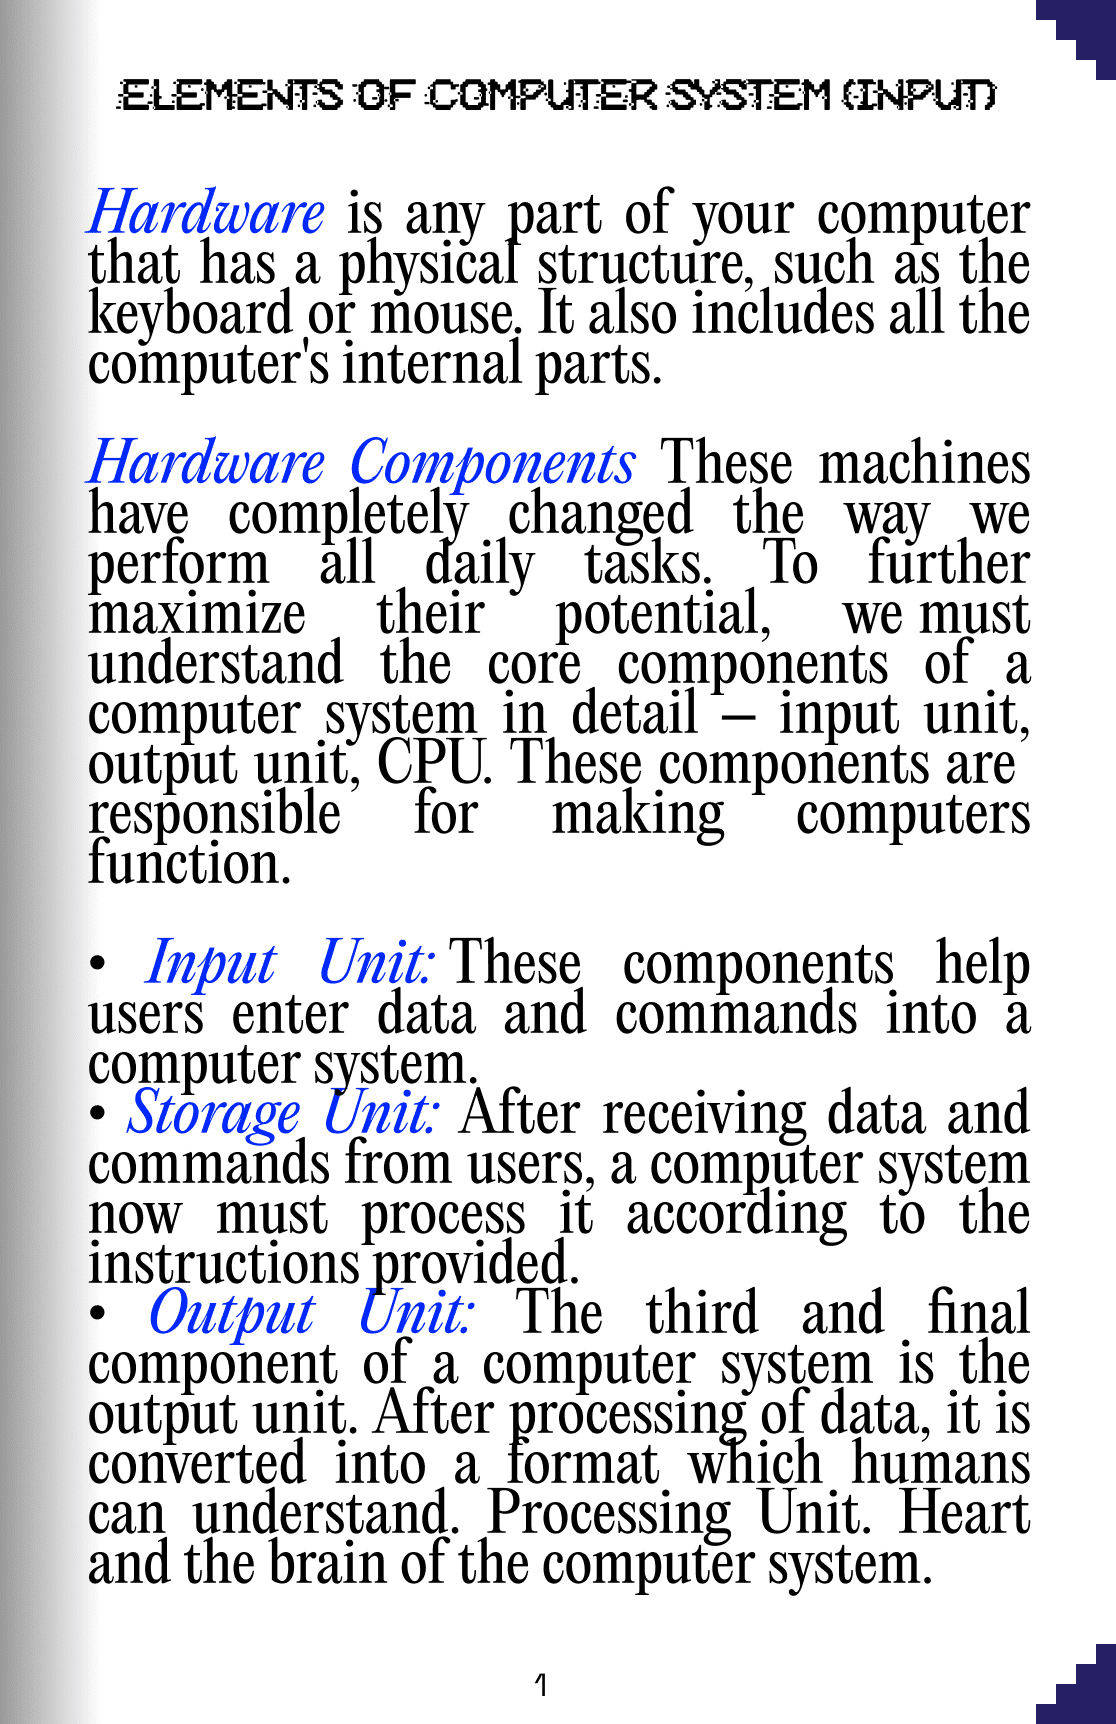 ELEMENTS OF COMPUTER SYSTEM (INPUT)
Hardware is any part of your computer
that has a physical structure, such as the
keyboard or mouse. It also includes all the
computer's internal parts.
Hardware Components These machines
have completely changed the way we
perform all daily tasks. To further
maximize their potential, we must
understand the core components of a
computer system in detail – input unit,
output unit, CPU. These components are
responsible for making computers
function.
• Input Unit: These components help
users enter data and commands into a
computer system.
• Storage Unit: After receiving data and
commands from users, a computer system
now must process it according to the
instructions provided.
• Output Unit: The third and final
component of a computer system is the
output unit. After processing of data, it is
converted into a format which humans
can understand. Processing Unit. Heart
and the brain of the computer system.
1